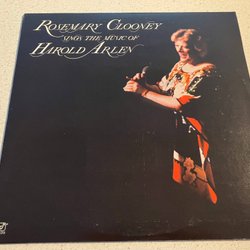 Rosemary Clooney
sings the music of
Harold Arlen